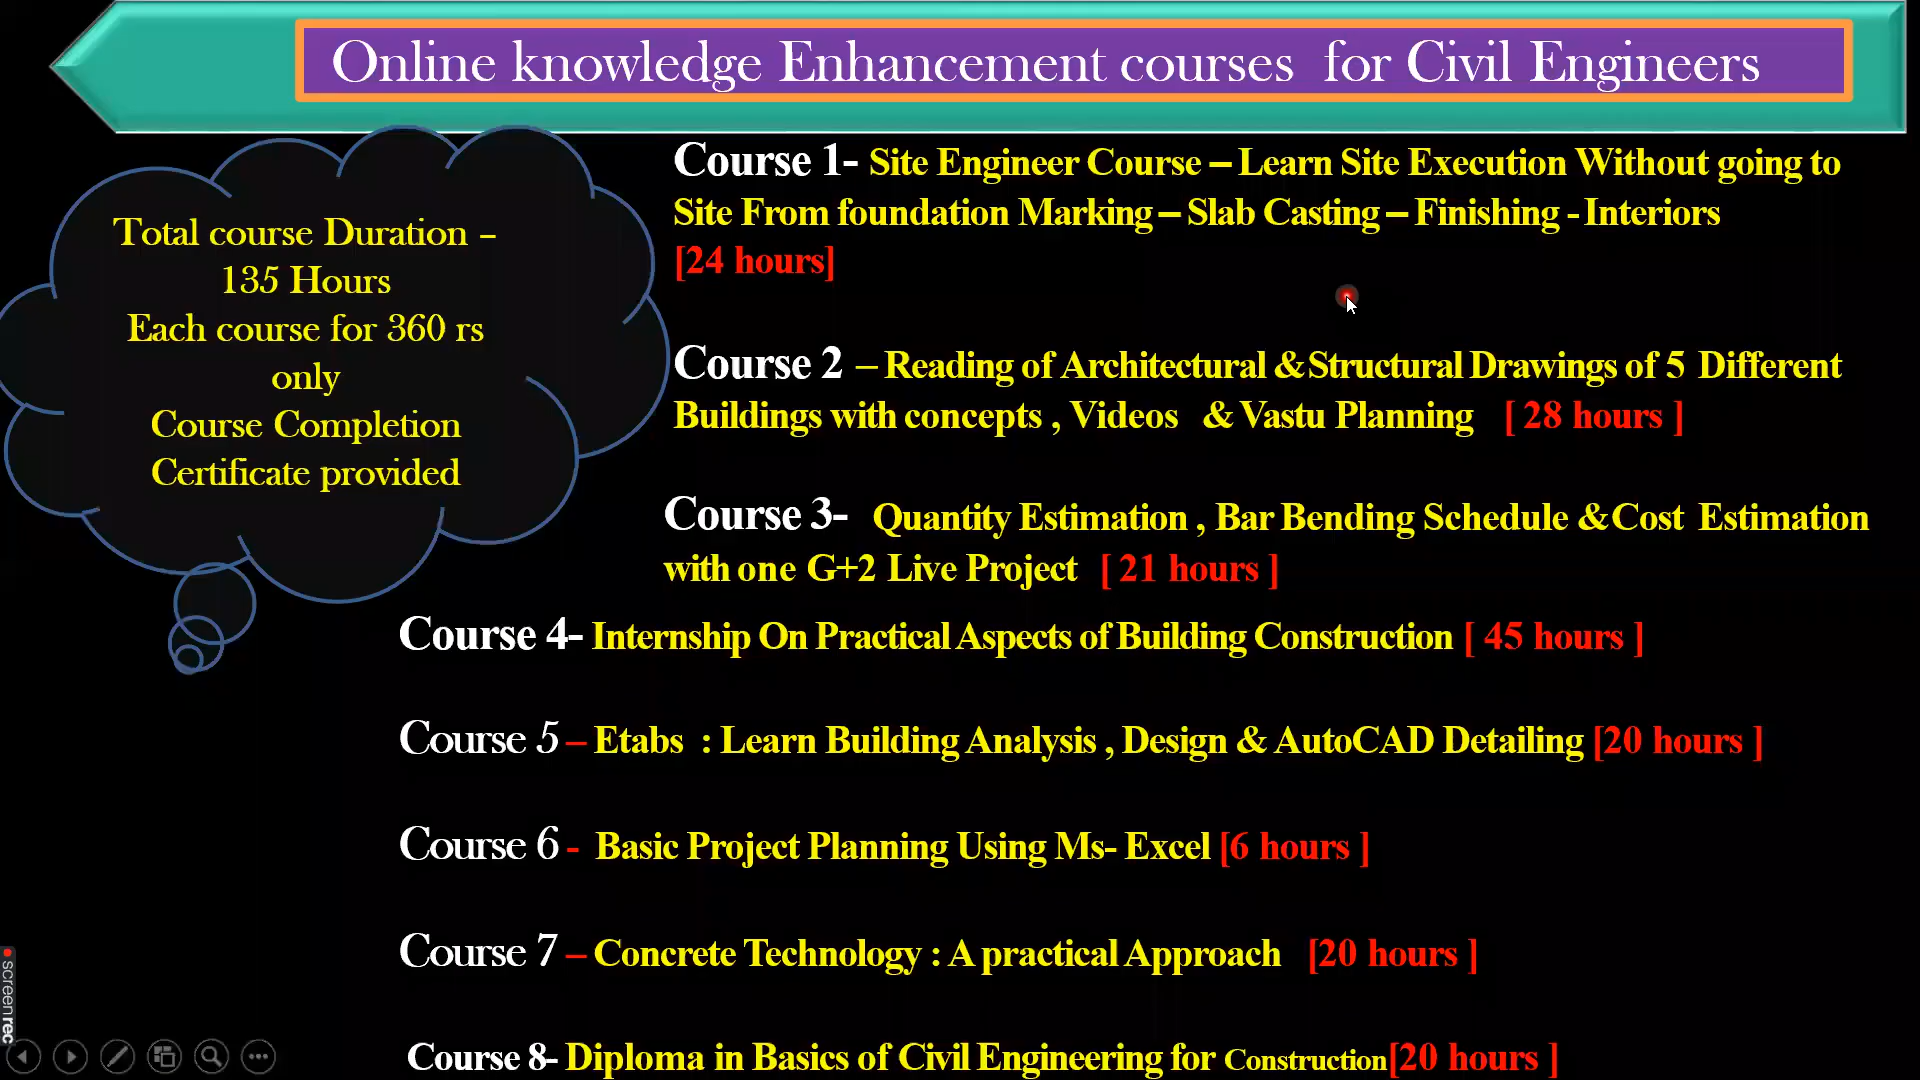 Online knowledge Enhancement courses for Civil Engineers
Total course Duration –
135 Hours
Each course for 360 rs
only
Course Completion
Certificate provided
Course 1- Site Engineer Course – Learn Site Execution Without going to
Site From foundation Marking – Slab Casting – Finishing - Interiors
[24 hours]
Course 2 – Reading of Architectural & Structural Drawings of 5 Different
Buildings with concepts , Videos & Vastu Planning [ 28 hours ]
Course 3- Quantity Estimation , Bar Bending Schedule & Cost Estimation
with one G+2 Live Project [ 21 hours ]
Course 4- Internship On Practical Aspects of Building Construction [ 45 hours ]
Course 5 – Etabs : Learn Building Analysis , Design & AutoCAD Detailing [20 hours ]
Course 6 - Basic Project Planning Using Ms- Excel [6 hours ]
Course 7 – Concrete Technology : A practical Approach [20 hours ]
Course 8- Diploma in Basics of Civil Engineering for Construction[20 hours ]
screenrec